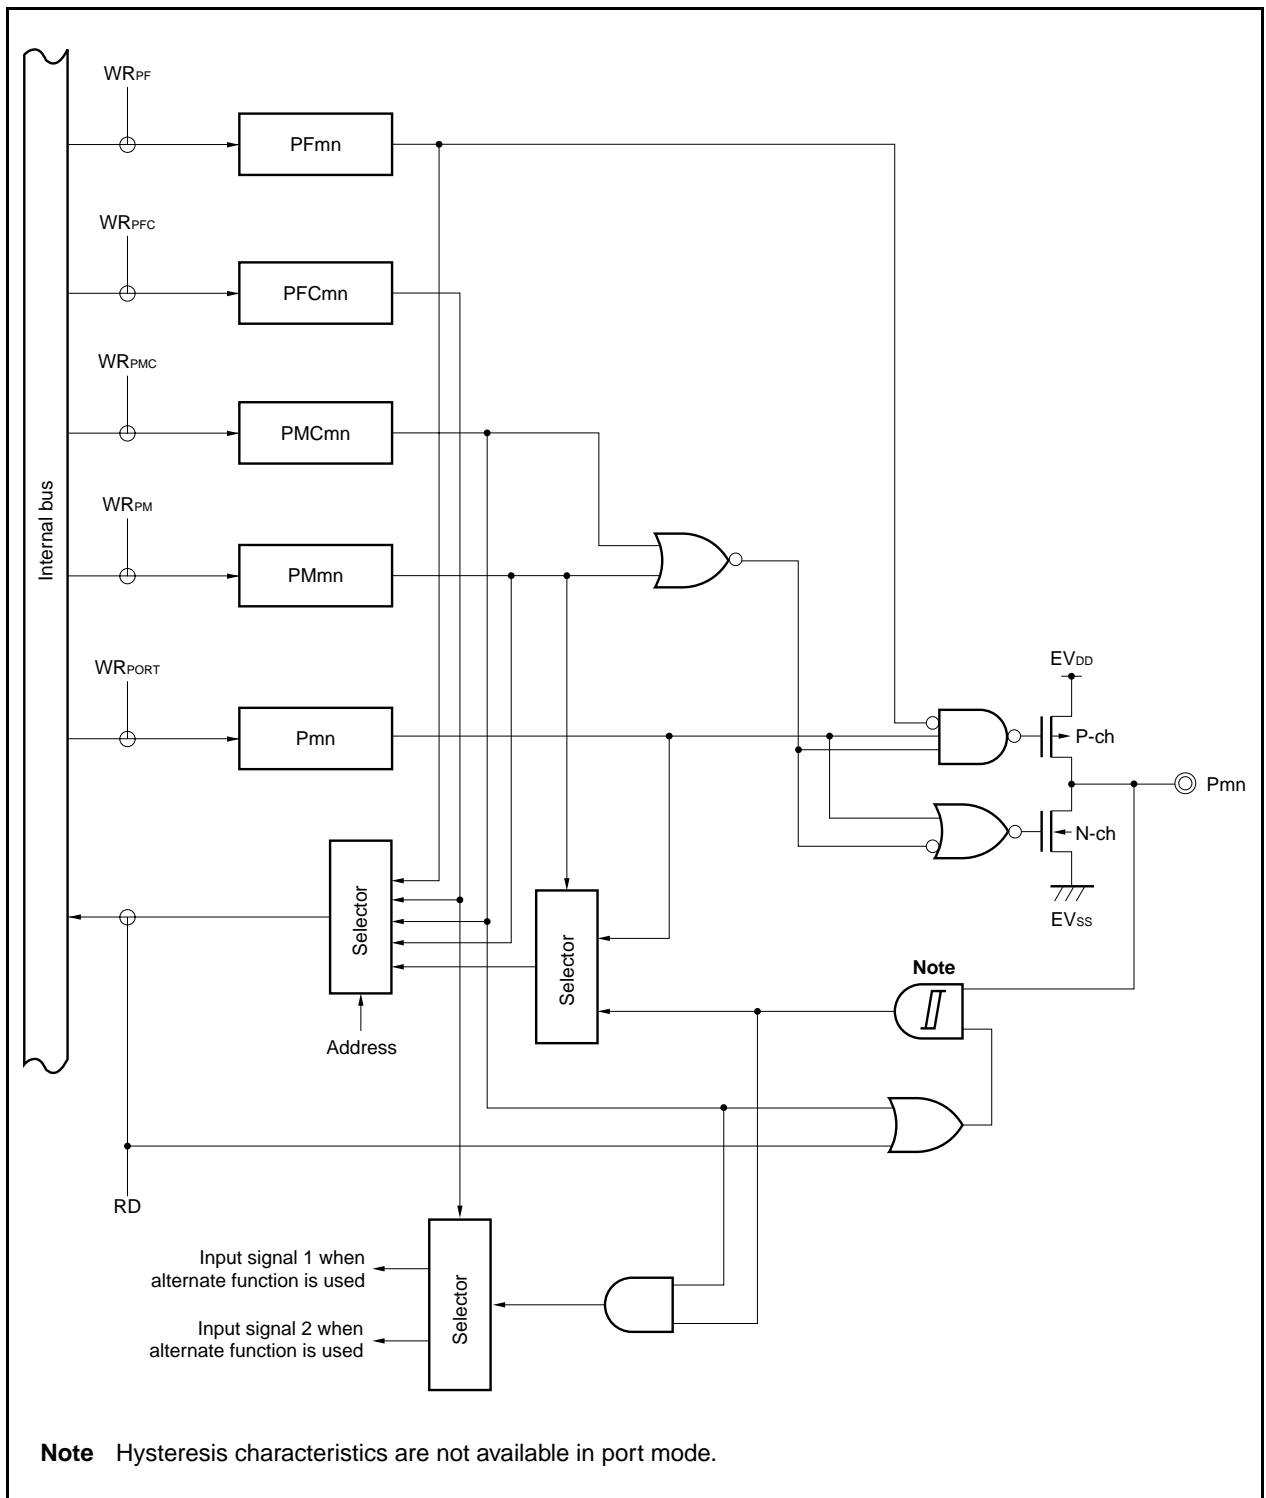 WRPF
PFmn
WRPFC
PFCmn
WRPMC
PMCmn
Internal bus
WRPM
PMmn
WRPORT
Pmn
EVDD
P-ch
Pmn
N-ch
EVSS
Selector
Selector
Note
Address
RD
Input signal 1 when
alternate function is used
Selector
Input signal 2 when
alternate function is used
Note Hysteresis characteristics are not available in port mode.